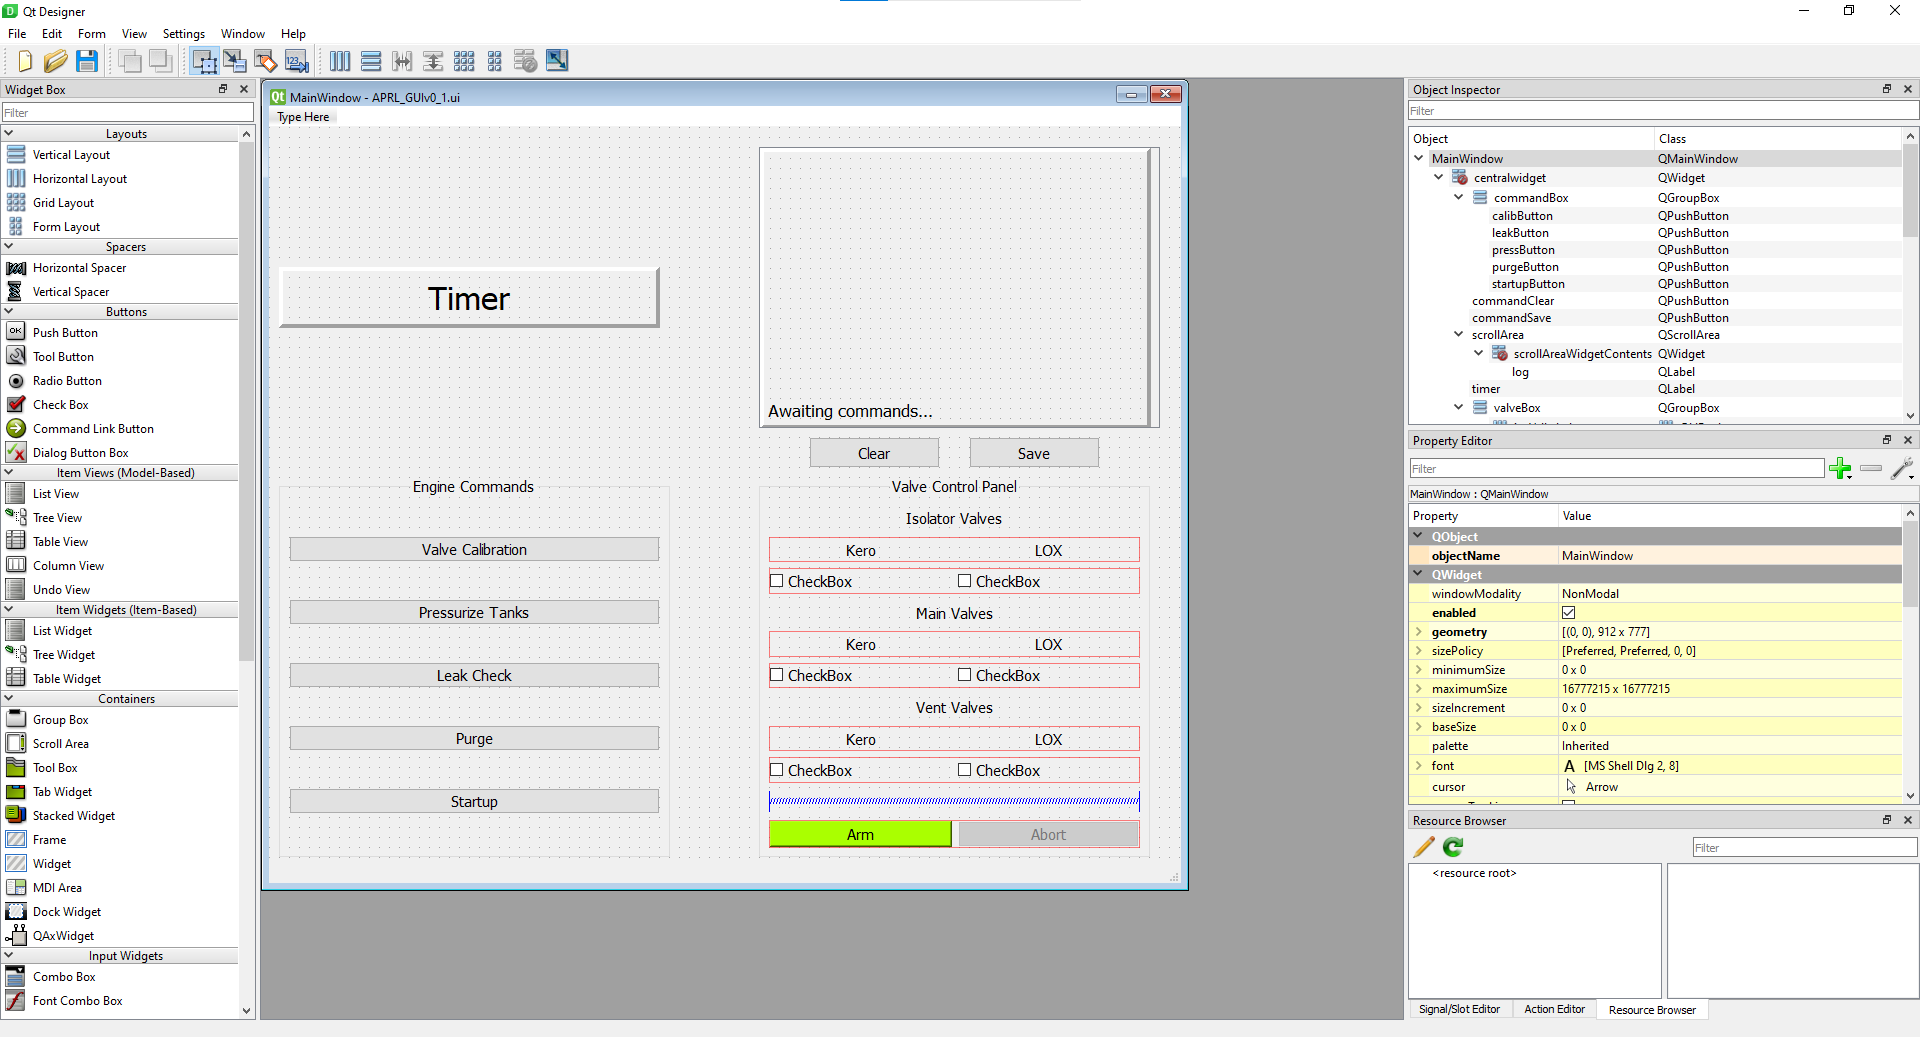 Qt Designer
File Edit Form View Settings Window Help
Widget Box
Filter
Layouts
Vertical Layout
Horizontal Layout
Grid Layout
Form Layout
Spacers
Horizontal Spacer
Vertical Spacer
Buttons
OK Push Button
Tool Button
Radio Button
Check Box
Command Link Button
Dialog Button Box
Item Views (Model-Based)
List View
Tree View
Table View
Column View
Undo View
Item Widgets (Item-Based)
List Widget
Tree Widget
Table Widget
Containers
Group Box
Scroll Area
Tool Box
Tab Widget
Stacked Widget
Frame
Widget
MDI Area
Dock Widget
QAxWidget
Input Widgets
Combo Box
Font Combo Box
Qt MainWindow - APRL_GUIv0_1.ui
Type Here
Timer
Awaiting commands...
Clear Save
Engine Commands
Valve Calibration
Pressurize Tanks
Leak Check
Purge
Startup
Valve Control Panel
Isolator Valves
Kero LOX
CheckBox CheckBox
Main Valves
Kero LOX
CheckBox CheckBox
Vent Valves
Kero LOX
CheckBox CheckBox
Arm Abort
Object Inspector
Filter
Object Class
MainWindow QMainWindow
centralwidget QWidget
commandBox QGroupBox
calibButton QPushButton
leakButton QPushButton
pressButton QPushButton
purgeButton QPushButton
startupButton QPushButton
commandClear QPushButton
commandSave QPushButton
scrollArea QScrollArea
scrollAreaWidgetContents QWidget
log QLabel
timer QLabel
valveBox QGroupBox
Property Editor
Filter
MainWindow : QMainWindow
Property Value
QObject
objectName MainWindow
QWidget
windowModality NonModal
enabled
geometry [(0, 0), 912 x 777]
sizePolicy [Preferred, Preferred, 0, 0]
minimumSize 0 x 0
maximumSize 16777215 x 16777215
sizeIncrement 0 x 0
baseSize 0 x 0
palette Inherited
font A [MS Shell Dlg 2, 8]
cursor Arrow
Resource Browser
Filter
<resource root>
Signal/Slot Editor Action Editor Resource Browser